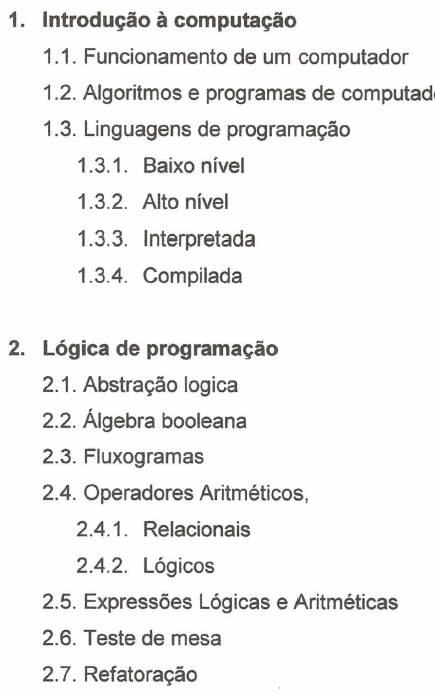 1. Introdução à computação
1.1. Funcionamento de um computador
1.2. Algoritmos e programas de
1.3. Linguagens de programação
1.3.1. Baixo nível
1.3.2. Alto nível
1.3.3. Interpretada
1.3.4. Compilada
2. Lógica de programação
2.1. Abstração logica
2.2. Álgebra booleana
2.3. Fluxogramas
2.4. Operadores Aritméticos,
2.4.1. Relacionais
2.4.2. Lógicos
2.5. Expressões Lógicas e Aritméticas
2.6. Teste de mesa
2.7. Refatoração